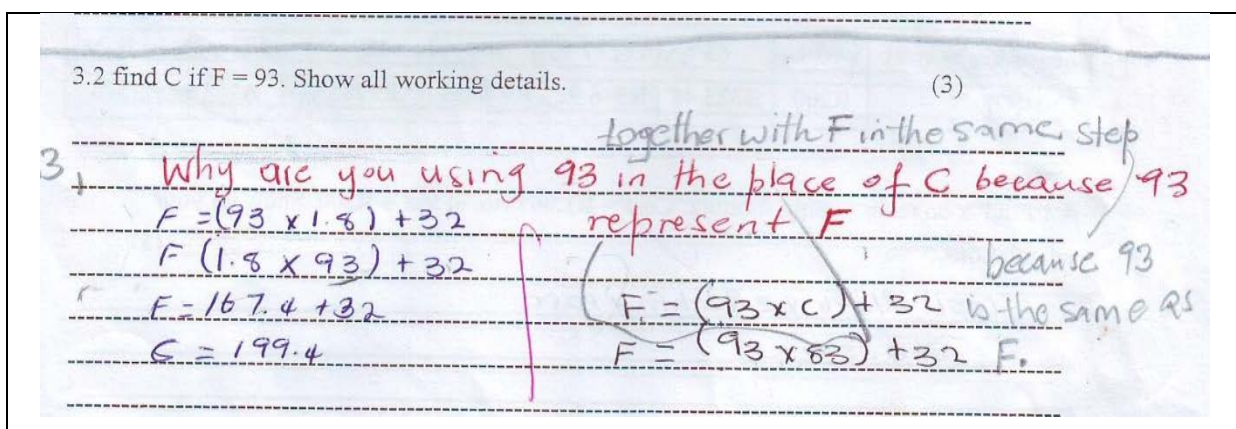 3.2 find C if F = 93. Show all working details. (3)
together with F in the same step
3 Why are you using 93 in the place of C because 93
F = (93 x 1.8) + 32 represent F
F (1.8 x 93) + 32 because 93
F = 167.4 + 32 F = (93 x C) + 32 is the same as
C = 199.4 F = (93 x 83) + 32 F.